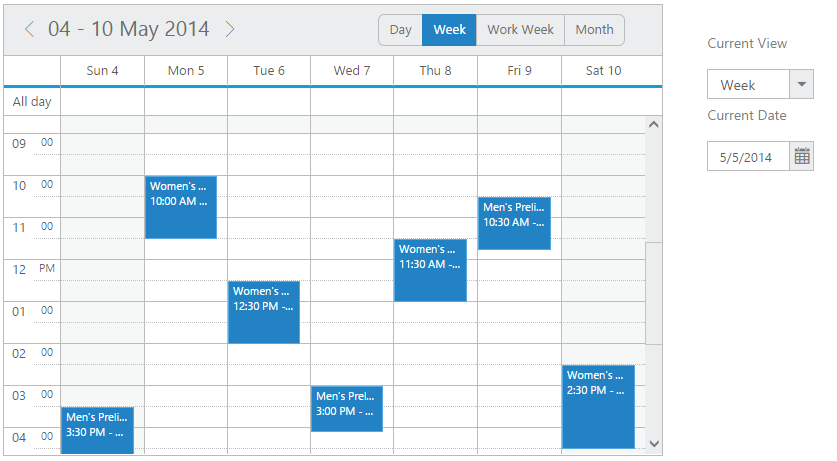 04 - 10 May 2014
Day Week Work Week Month
Sun 4 Mon 5 Tue 6 Wed 7 Thu 8 Fri 9 Sat 10
All day
09 00
10 00
Women's ...
10:00 AM ...
Men's Preli...
10:30 AM -...
11 00
Women's ...
11:30 AM -...
12 PM
Women's ...
12:30 PM -...
01 00
02 00
Women's ...
2:30 PM - ...
03 00
Men's Prel...
3:00 PM - ...
Men's Preli...
3:30 PM - ...
04 00
Current View
Week
Current Date
5/5/2014